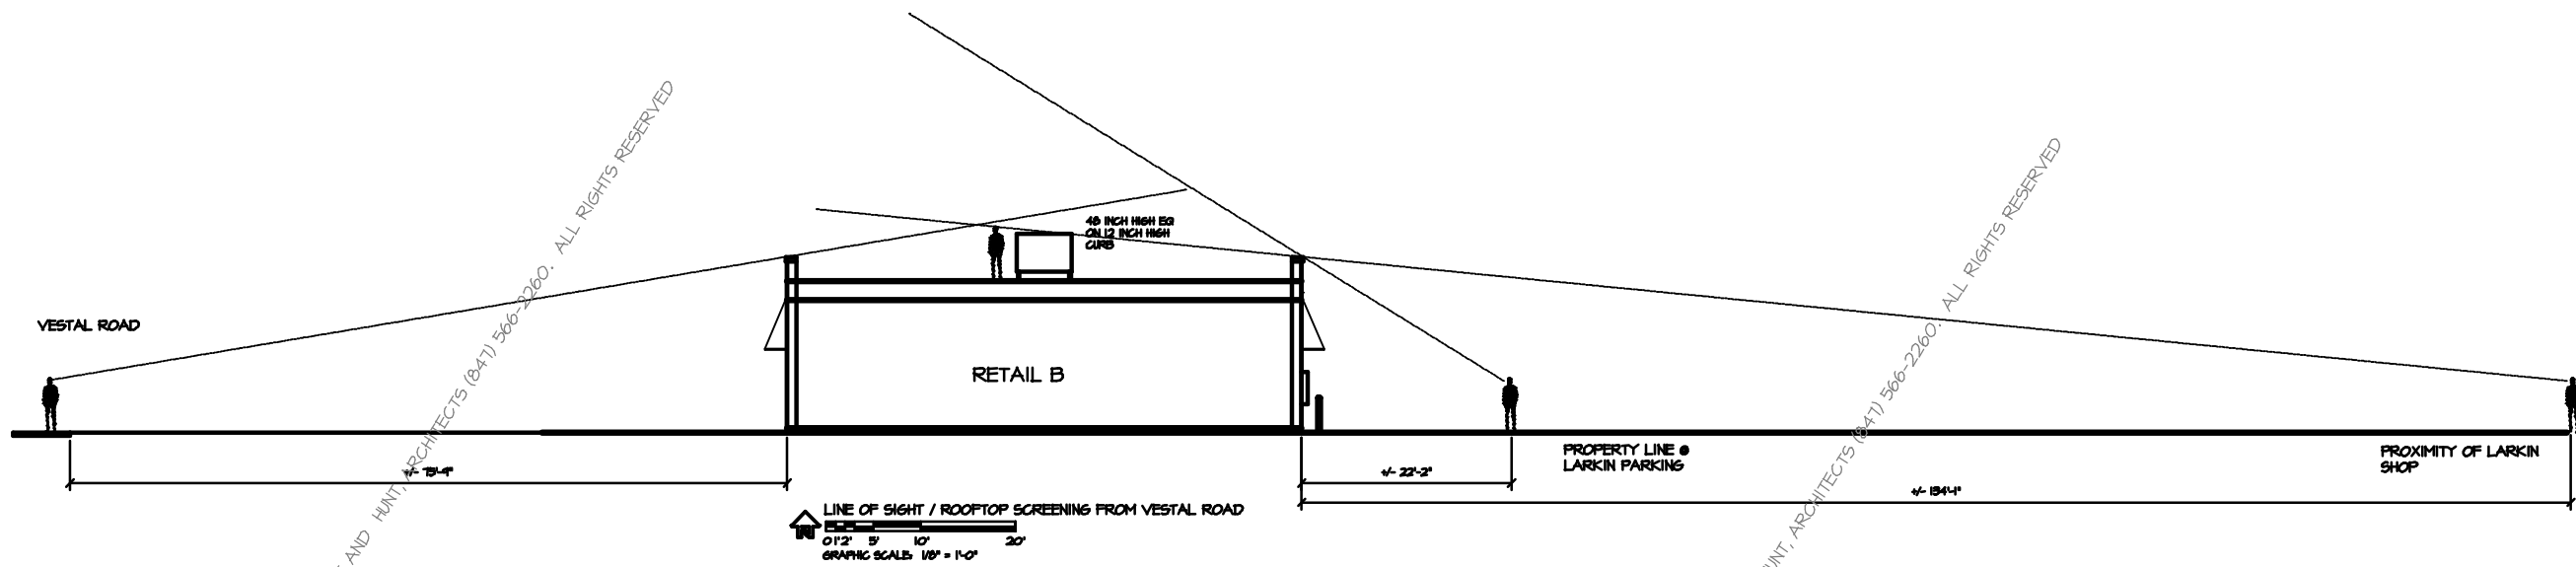 48 INCH HIGH EQ
ON 12 INCH HIGH
CURB
VESTAL ROAD
RETAIL B
PROPERTY LINE @
LARKIN PARKING
PROXIMITY OF LARKIN
SHOP
+/- 22'-2"
+/- 134'-1"
LINE OF SIGHT / ROOFTOP SCREENING FROM VESTAL ROAD
N
0 1' 2' 5' 10' 20'
GRAPHIC SCALE: 1/8" = 1'-0"
AND HUNT, ARCHITECTS (847) 566-2260. ALL RIGHTS RESERVED
HUNT, ARCHITECTS (847) 566-2260. ALL RIGHTS RESERVED